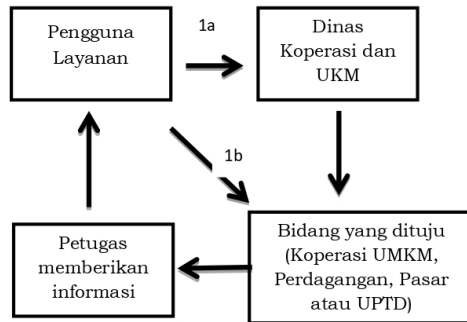 Pengguna
Layanan
1a
Dinas
Koperasi dan
UKM
1b
Petugas
memberikan
informasi
Bidang yang dituju
(Koperasi UMKM,
Perdagangan, Pasar
atau UPTD)